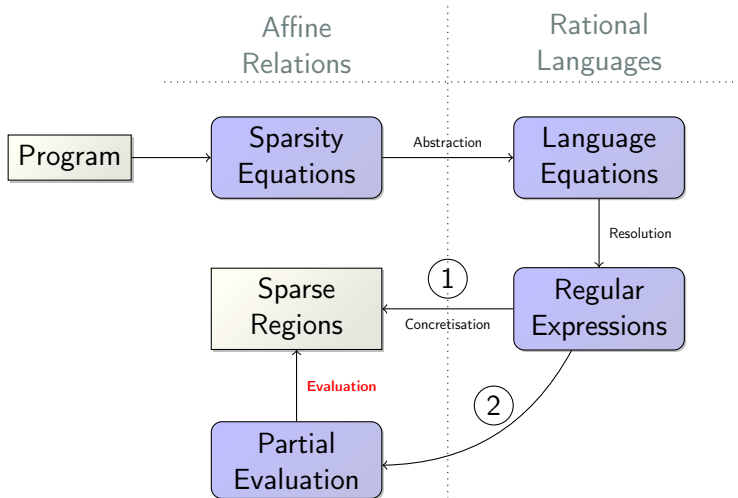 Affine
Relations
Rational
Languages
Program
Sparsity
Equations
Abstraction
Language
Equations
Resolution
1
Sparse
Regions
Concretisation
Regular
Expressions
Evaluation
2
Partial
Evaluation